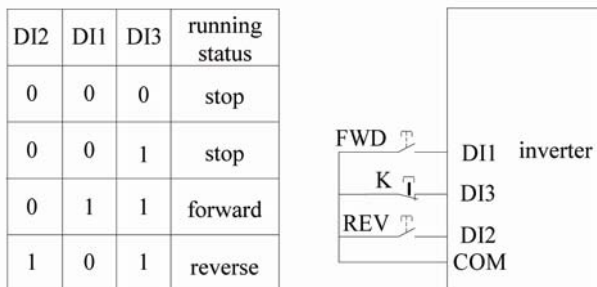 DI2 DI1 DI3 running status
0 0 0 stop
0 0 1 stop
0 1 1 forward
1 0 1 reverse
FWD DI1 inverter
K DI3
REV DI2
COM